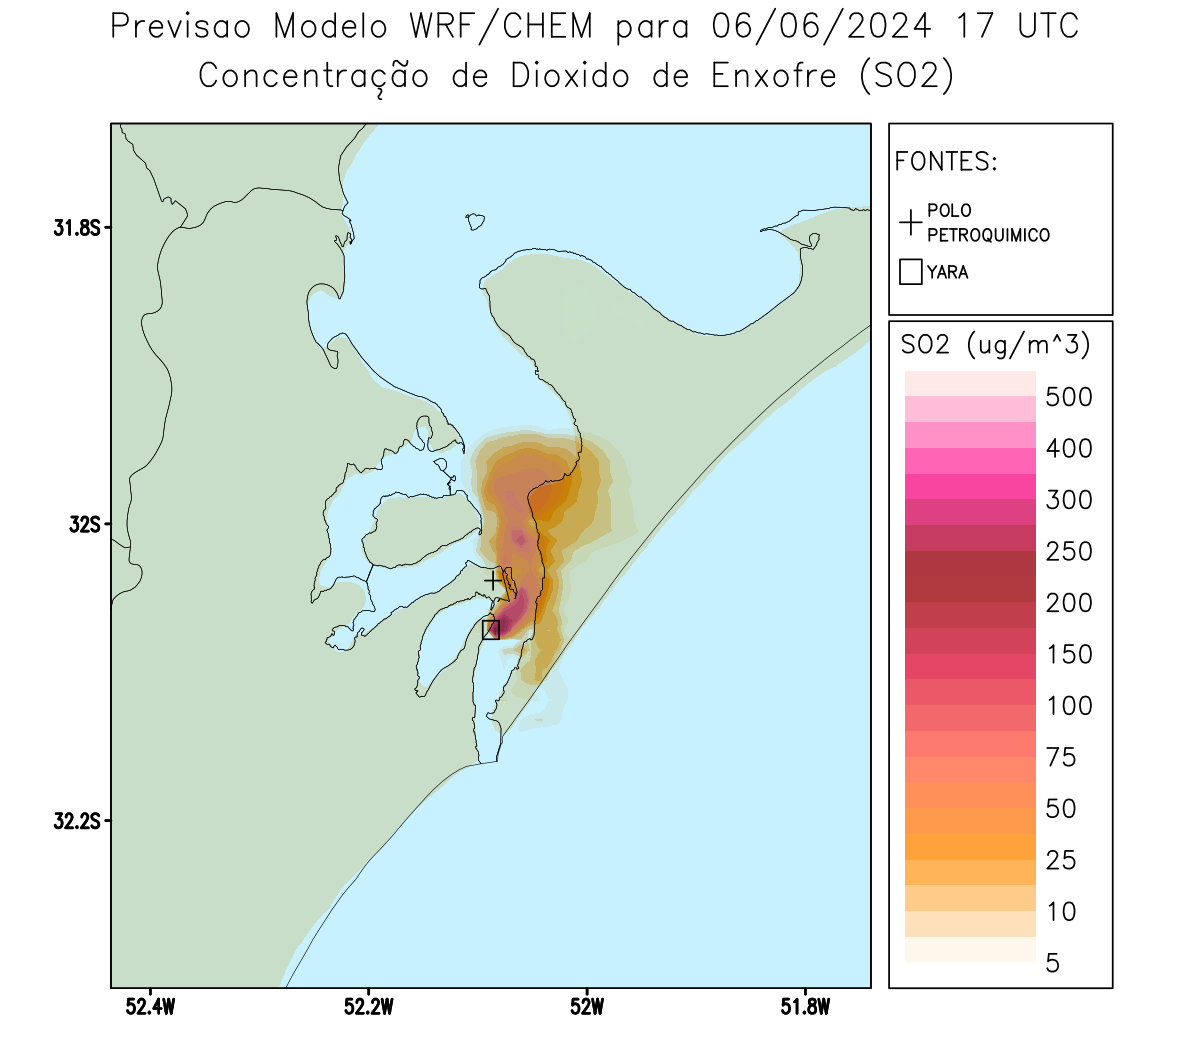 Previsao Modelo WRF/CHEM para 06/06/2024 17 UTC
Concentração de Dioxido de Enxofre (SO2)
FONTES:
POLO
PETROQUIMICO
YARA
SO2 (ug/m^3)
500
400
300
250
200
150
100
75
50
25
10
5
31.8S
32S
32.2S
52.4W
52.2W
52W
51.8W